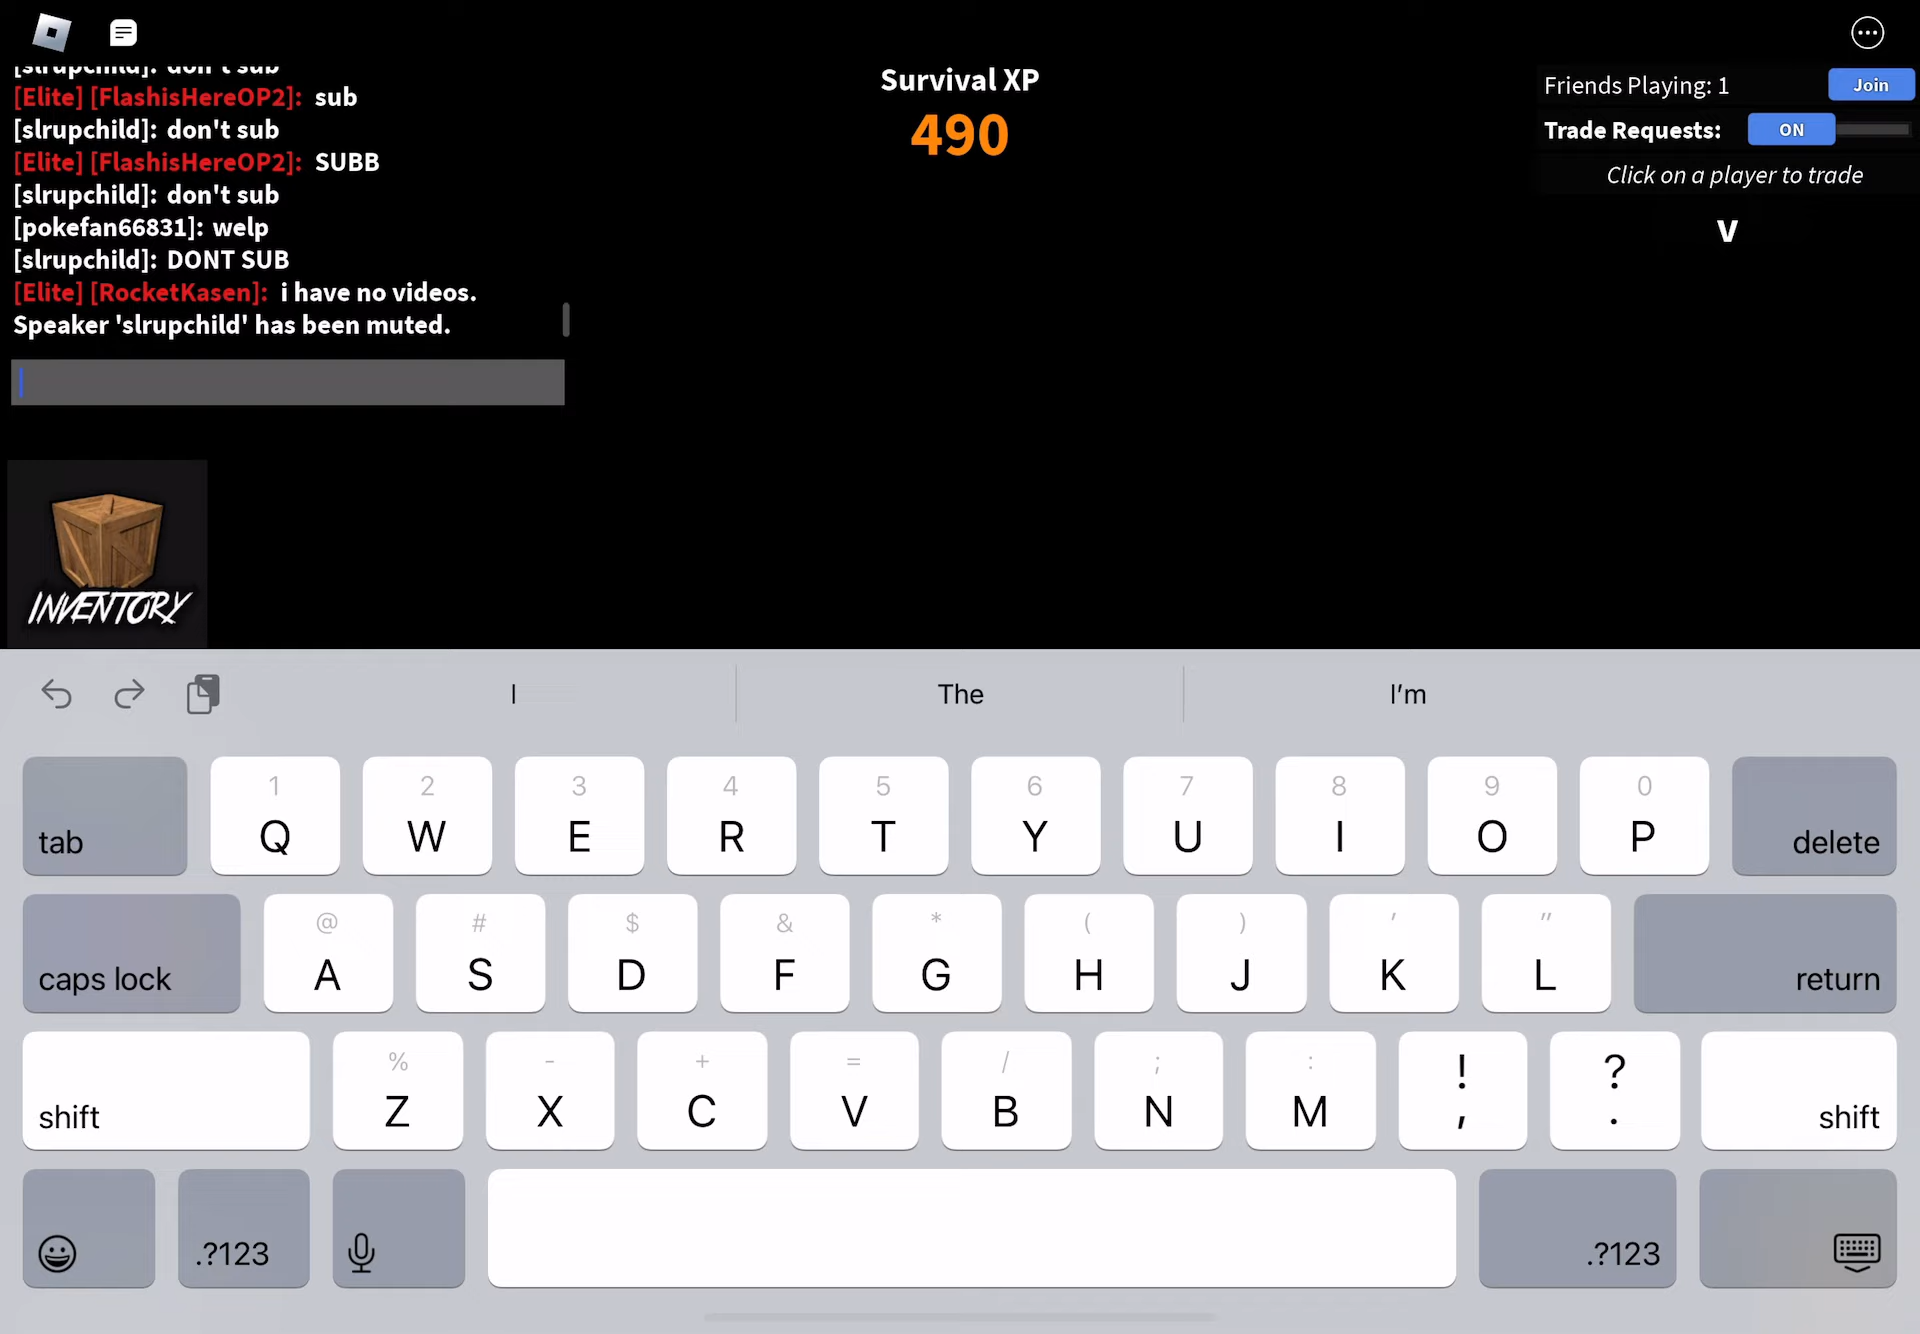 [slrupchild]: don't sub
[Elite] [FlashisHereOP2]: sub
[slrupchild]: don't sub
[Elite] [FlashisHereOP2]: SUBB
[slrupchild]: don't sub
[pokefan66831]: welp
[slrupchild]: DONT SUB
[Elite] [RocketKasen]: i have no videos.
Speaker 'slrupchild' has been muted.
Survival XP
490
Friends Playing: 1 Join
Trade Requests: ON
Click on a player to trade
V
INVENTORY
I The I'm
1 2 3 4 5 6 7 8 9 0
tab Q W E R T Y U I O P delete
@ # $ & * ( ) ' "
caps lock A S D F G H J K L return
% - + = / ; : ! ?
shift Z X C V B N M , . shift
.?123 .?123